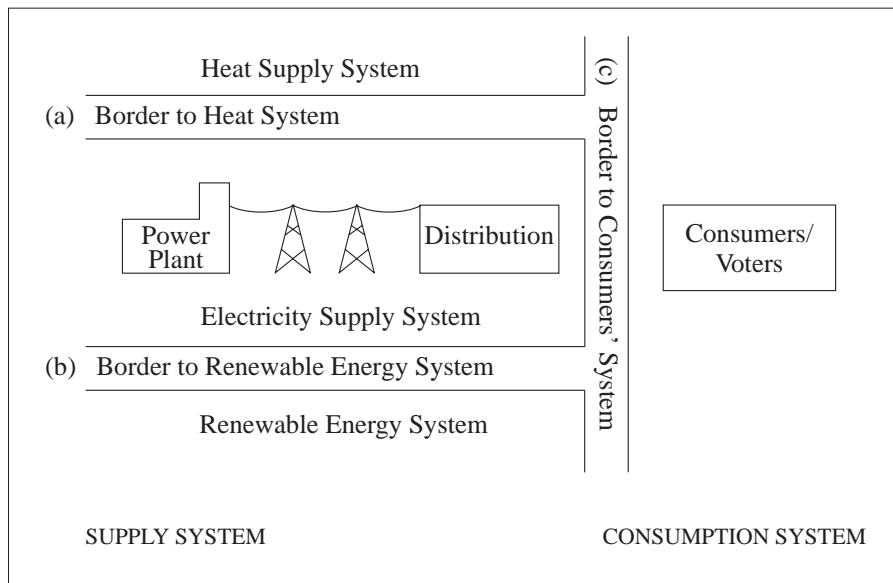 Heat Supply System
(a) Border to Heat System
Power
Plant
Distribution
Electricity Supply System
(b) Border to Renewable Energy System
Renewable Energy System
(c) Border to Consumers’ System
Consumers/
Voters
SUPPLY SYSTEM
CONSUMPTION SYSTEM